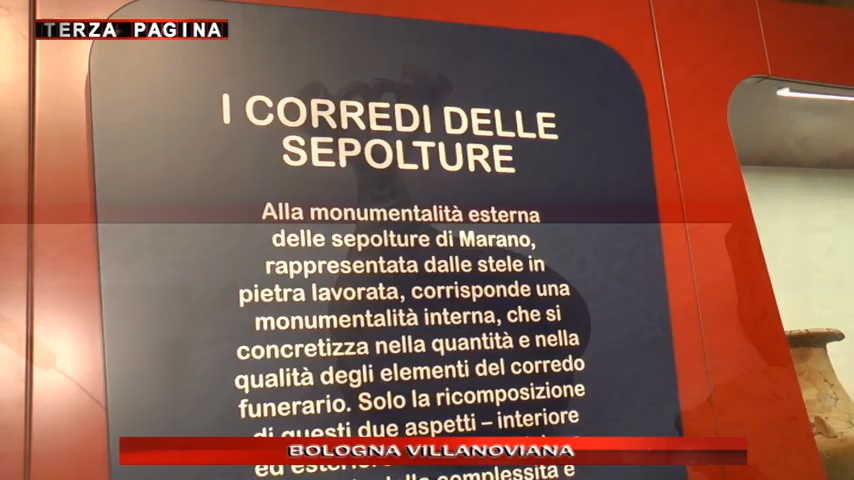 TERZA PAGINA
I CORREDI DELLE
SEPOLTURE
Alla monumentalità esterna
delle sepolture di Marano,
rappresentata dalle stele in
pietra lavorata, corrisponde una
monumentalità interna, che si
concretizza nella quantità e nella
qualità degli elementi del corredo
funerario. Solo la ricomposizione
di questi due aspetti – interiore
BOLOGNA VILLANOVIANA
ed
complessità e